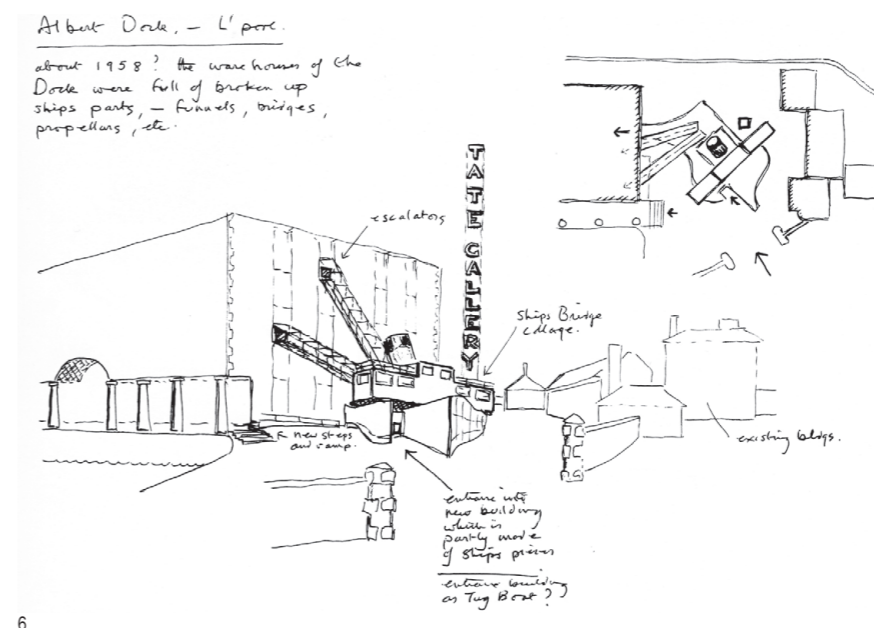 Albert Dock, – L'pool.
about 1958? the warehouses of the
Dock were full of broken up
ships parts, – funnels, bridges,
propellars, etc.
TATE GALLERY
escalators
ships Bridge
collage.
new steps
and ramp.
existing bldgs.
entrance into
new building
which is
partly made
of ships pieces
entrance building
as Tug Boat?
6